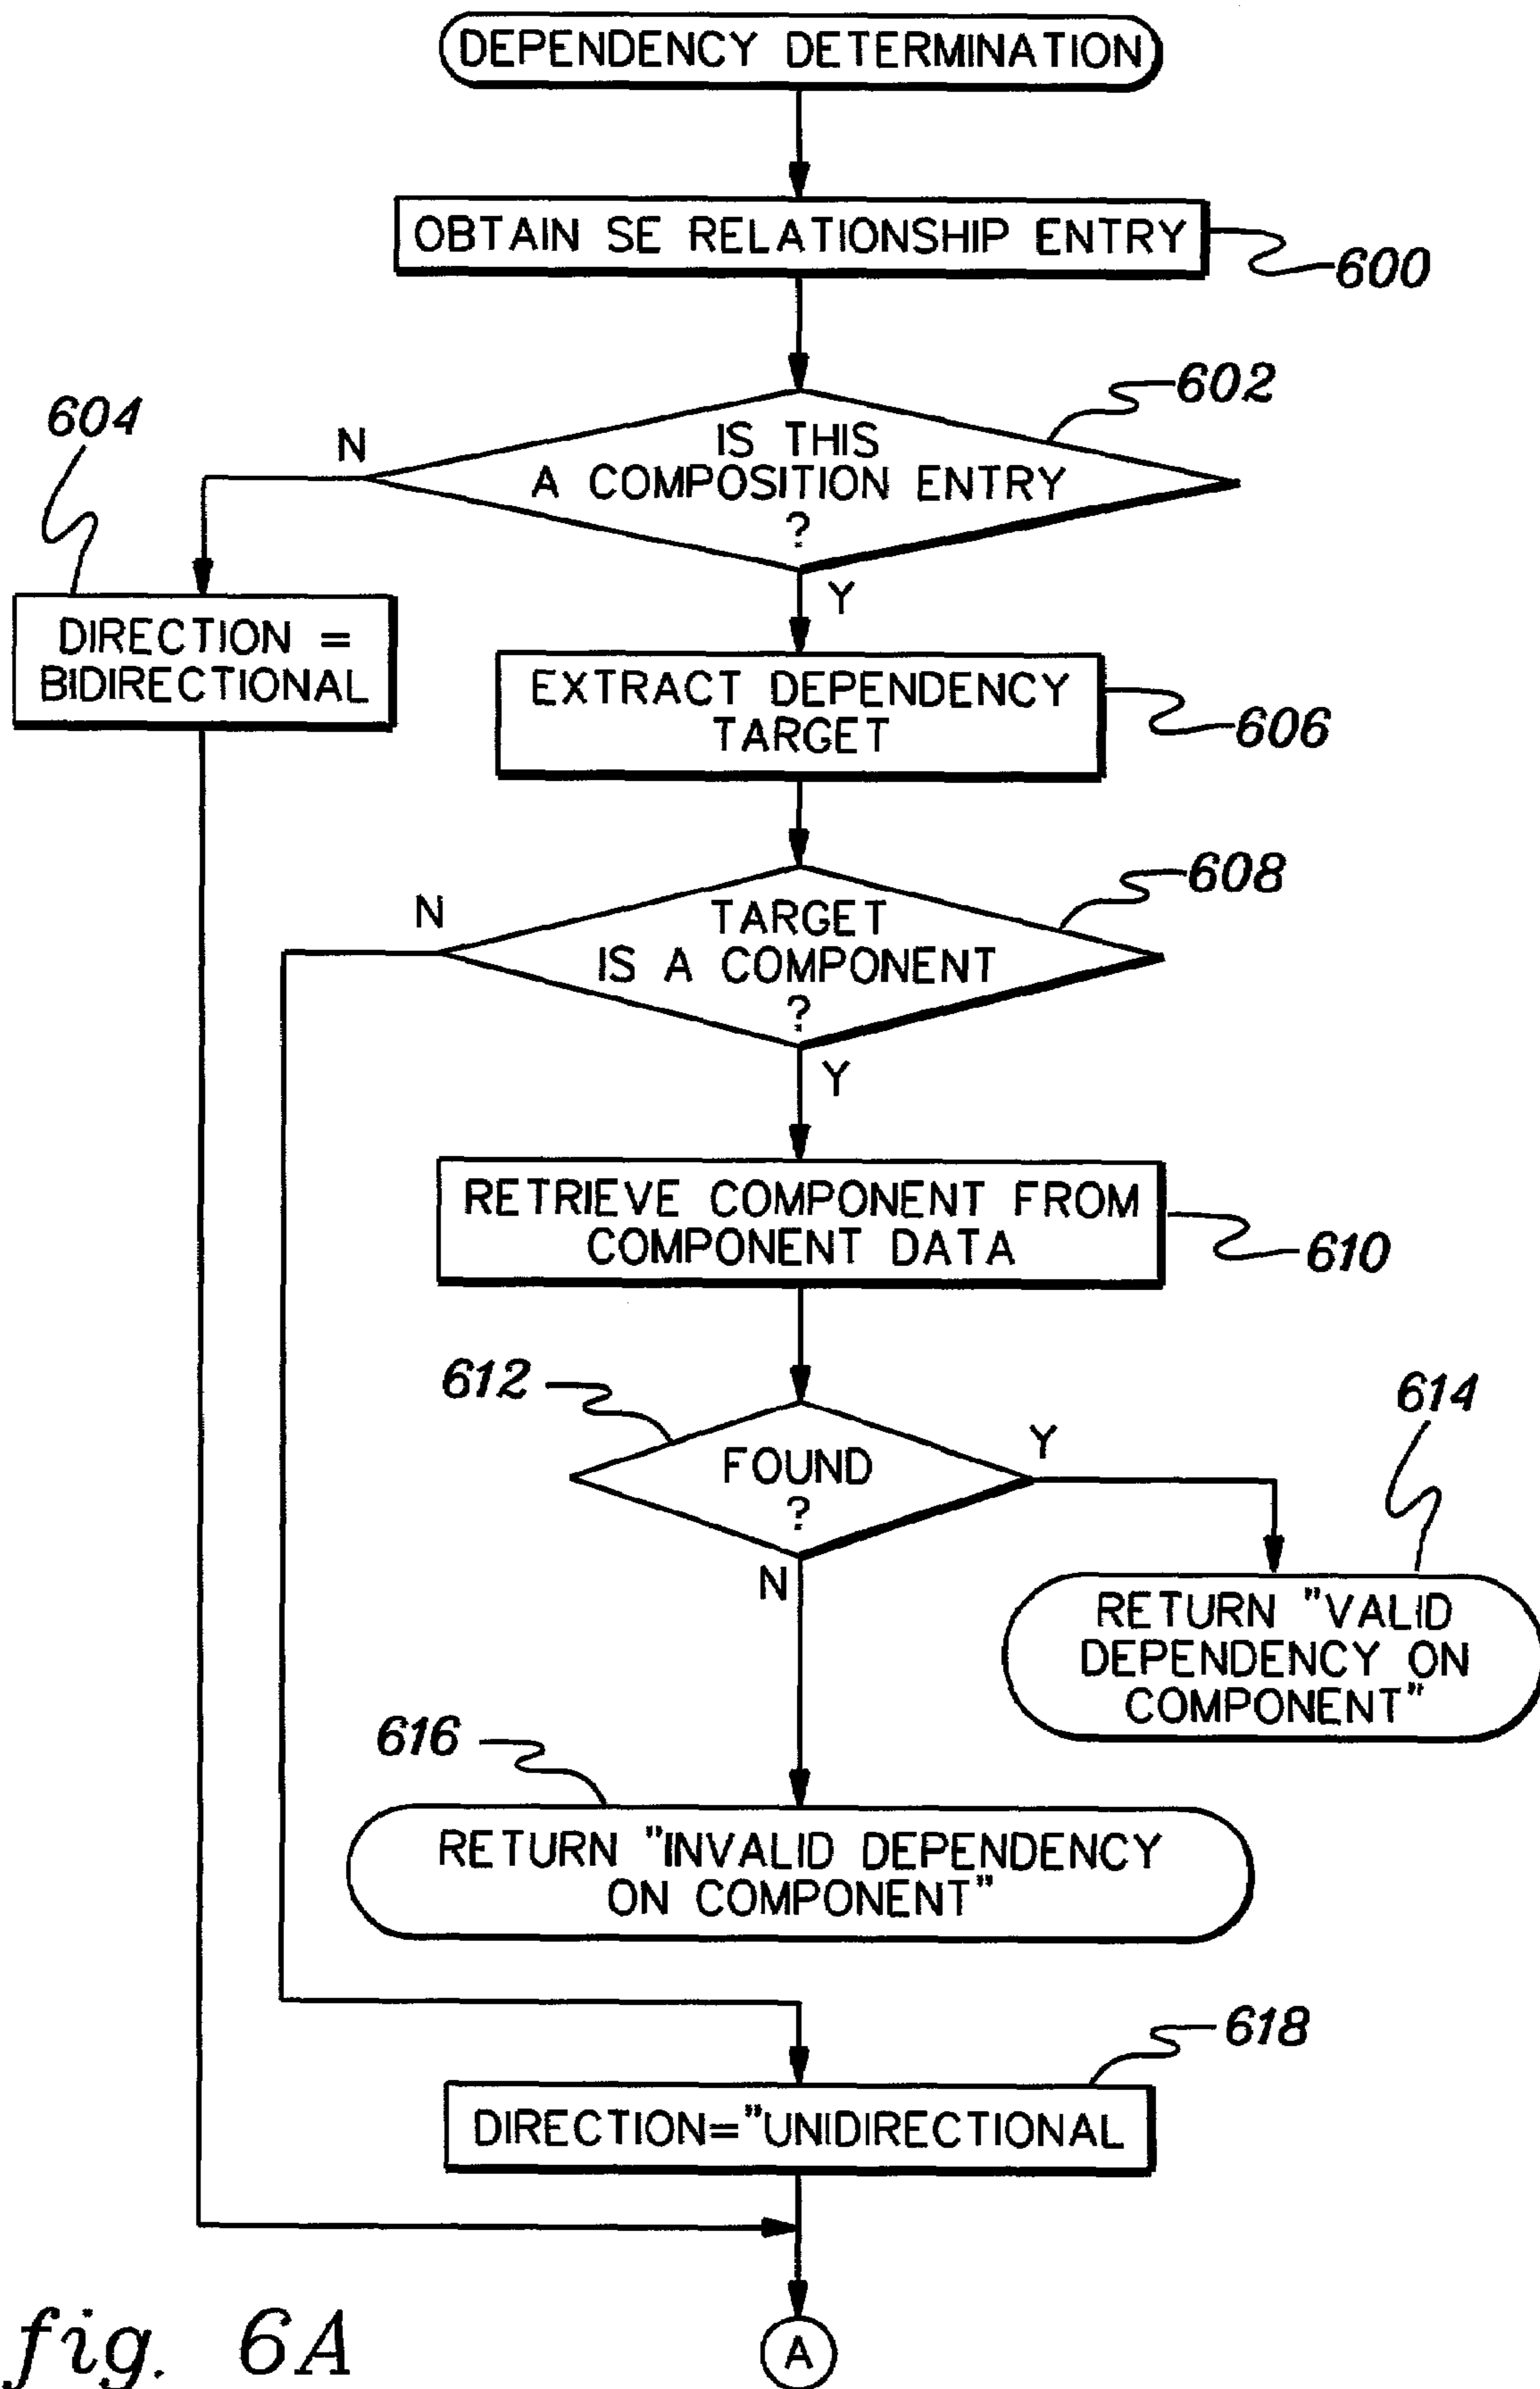 DEPENDENCY DETERMINATION
OBTAIN SE RELATIONSHIP ENTRY
600
602
604
N
IS THIS
A COMPOSITION ENTRY
?
Y
DIRECTION =
BIDIRECTIONAL
EXTRACT DEPENDENCY
TARGET
606
608
N
TARGET
IS A COMPONENT
?
Y
RETRIEVE COMPONENT FROM
COMPONENT DATA
610
612
614
FOUND
?
Y
N
RETURN "VALID
DEPENDENCY ON
COMPONENT"
616
RETURN "INVALID DEPENDENCY
ON COMPONENT"
618
DIRECTION="UNIDIRECTIONAL
A
fig. 6A